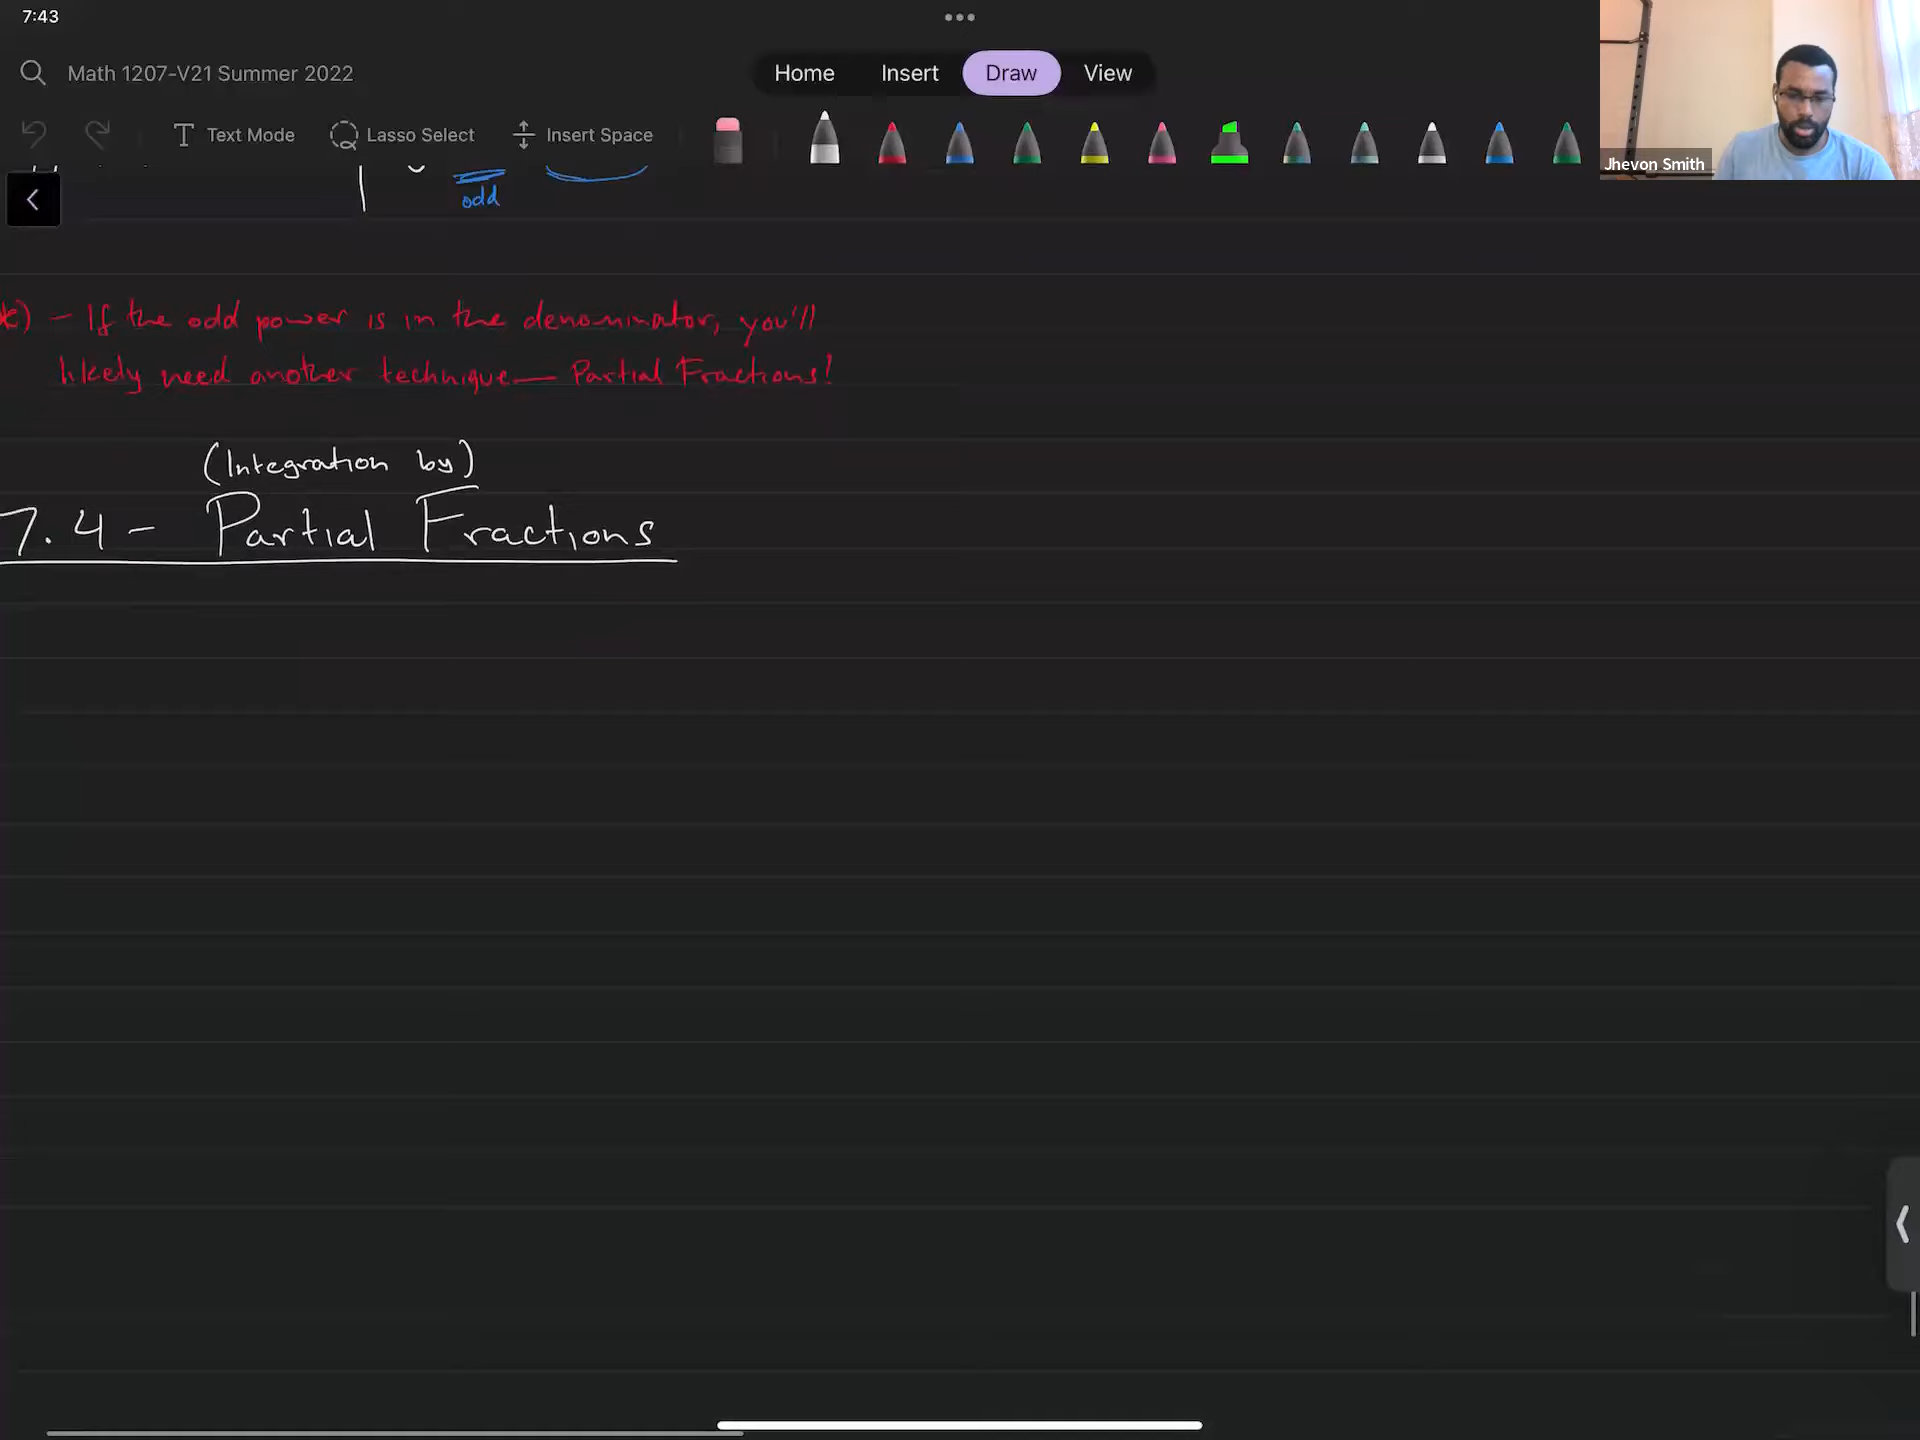 7:43
Math 1207-V21 Summer 2022
Home Insert Draw View
Text Mode Lasso Select Insert Space
Jhevon Smith
odd
- If the odd power is in the denominator, you'll
likely need another technique — Partial Fractions!
(Integration by)
7.4 - Partial Fractions